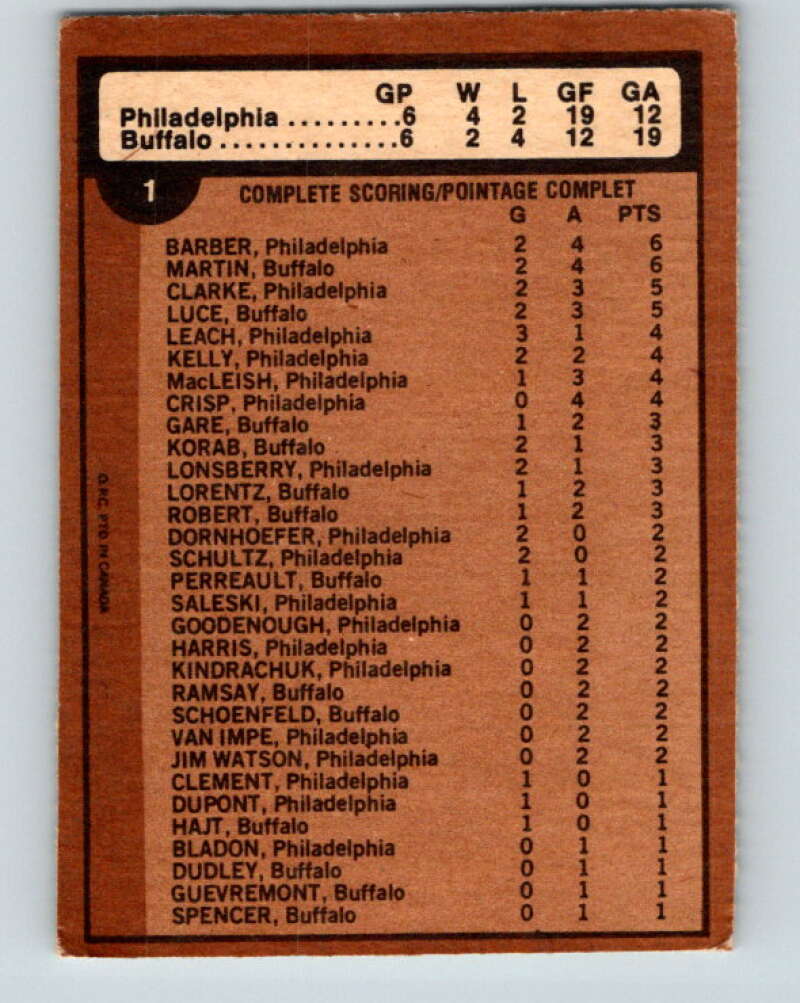 GP W L GF GA
Philadelphia .........6 4 2 19 12
Buffalo ...............6 2 4 12 19
1 COMPLETE SCORING/POINTAGE COMPLET
G A PTS
BARBER, Philadelphia 2 4 6
MARTIN, Buffalo 2 4 6
CLARKE, Philadelphia 2 3 5
LUCE, Buffalo 2 3 5
LEACH, Philadelphia 3 1 4
KELLY, Philadelphia 2 2 4
MacLEISH, Philadelphia 1 3 4
CRISP, Philadelphia 0 4 4
GARE, Buffalo 1 2 3
KORAB, Buffalo 2 1 3
LONSBERRY, Philadelphia 2 1 3
LORENTZ, Buffalo 1 2 3
ROBERT, Buffalo 1 2 3
DORNHOEFER, Philadelphia 2 0 2
SCHULTZ, Philadelphia 2 0 2
PERREAULT, Buffalo 1 1 2
SALESKI, Philadelphia 1 1 2
GOODENOUGH, Philadelphia 0 2 2
HARRIS, Philadelphia 0 2 2
KINDRACHUK, Philadelphia 0 2 2
RAMSAY, Buffalo 0 2 2
SCHOENFELD, Buffalo 0 2 2
VAN IMPE, Philadelphia 0 2 2
JIM WATSON, Philadelphia 0 2 2
CLEMENT, Philadelphia 1 0 1
DUPONT, Philadelphia 1 0 1
HAJT, Buffalo 1 0 1
BLADON, Philadelphia 0 1 1
DUDLEY, Buffalo 0 1 1
GUEVREMONT, Buffalo 0 1 1
SPENCER, Buffalo 0 1 1
O.P.C. PTD. IN CANADA